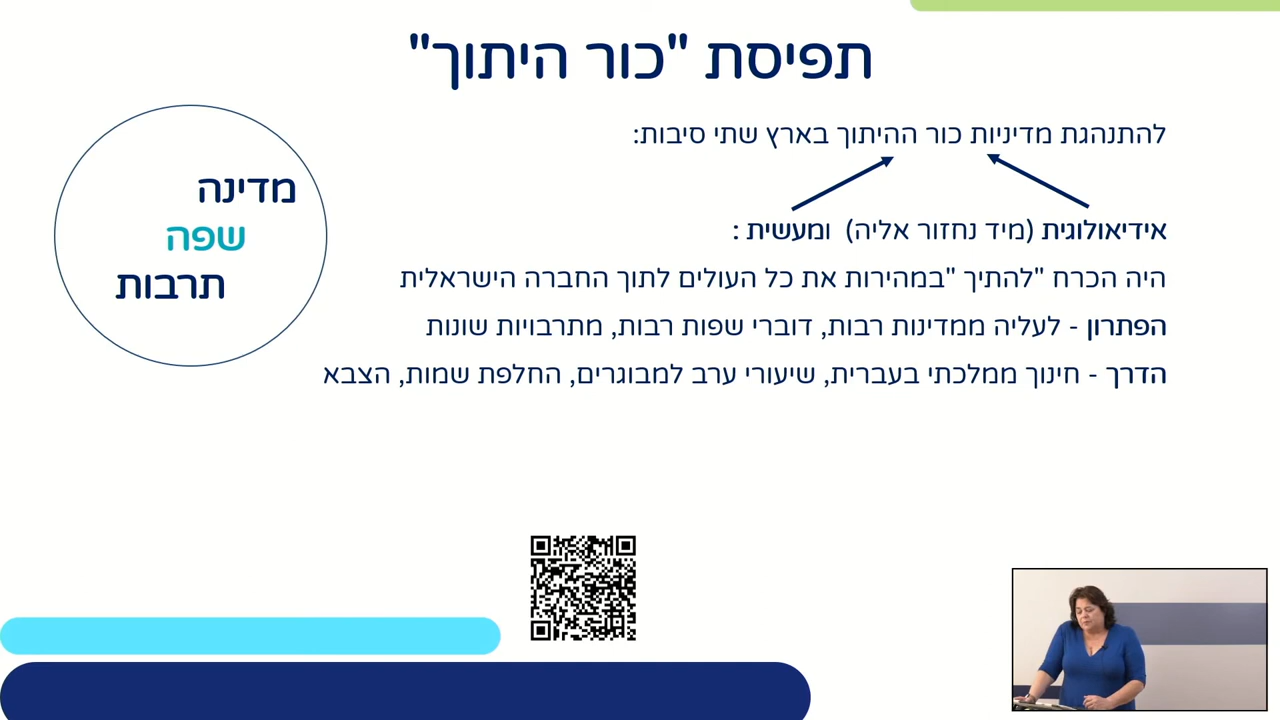 תפיסת "כור היתוך"
להתנהגת מדיניות כור ההיתוך בארץ שתי סיבות:
אידיאולוגית (מיד נחזור אליה) ומעשית :
היה הכרח "להתיך "במהירות את כל העולים לתוך החברה הישראלית
הפתרון - לעליה ממדינות רבות, דוברי שפות רבות, מתרבויות שונות
הדרך - חינוך ממלכתי בעברית, שיעורי ערב למבוגרים, החלפת שמות, הצבא
מדינה
שפה
תרבות